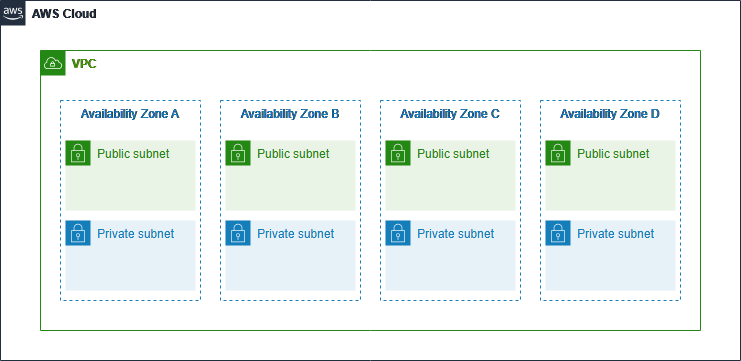 aws
AWS Cloud
VPC
Availability Zone A
Availability Zone B
Availability Zone C
Availability Zone D
Public subnet
Public subnet
Public subnet
Public subnet
Private subnet
Private subnet
Private subnet
Private subnet